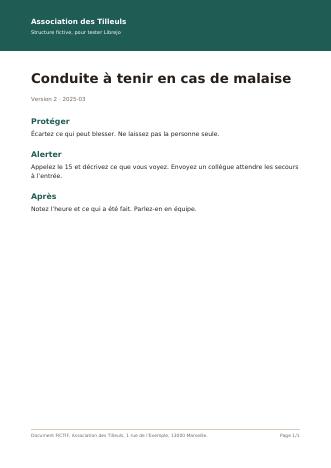 Association des Tilleuls
Structure fictive, pour tester Librejo
Conduite à tenir en cas de malaise
Version 2 - 2025-03
Protéger
Écartez ce qui peut blesser. Ne laissez pas la personne seule.
Alerter
Appelez le 15 et décrivez ce que vous voyez. Envoyez un collègue attendre les secours
à l'entrée.
Après
Notez l'heure et ce qui a été fait. Parlez-en en équipe.
Document FICTIF, Association des Tilleuls, 1 rue de l'Exemple, 13000 Marseille.
Page 1/1